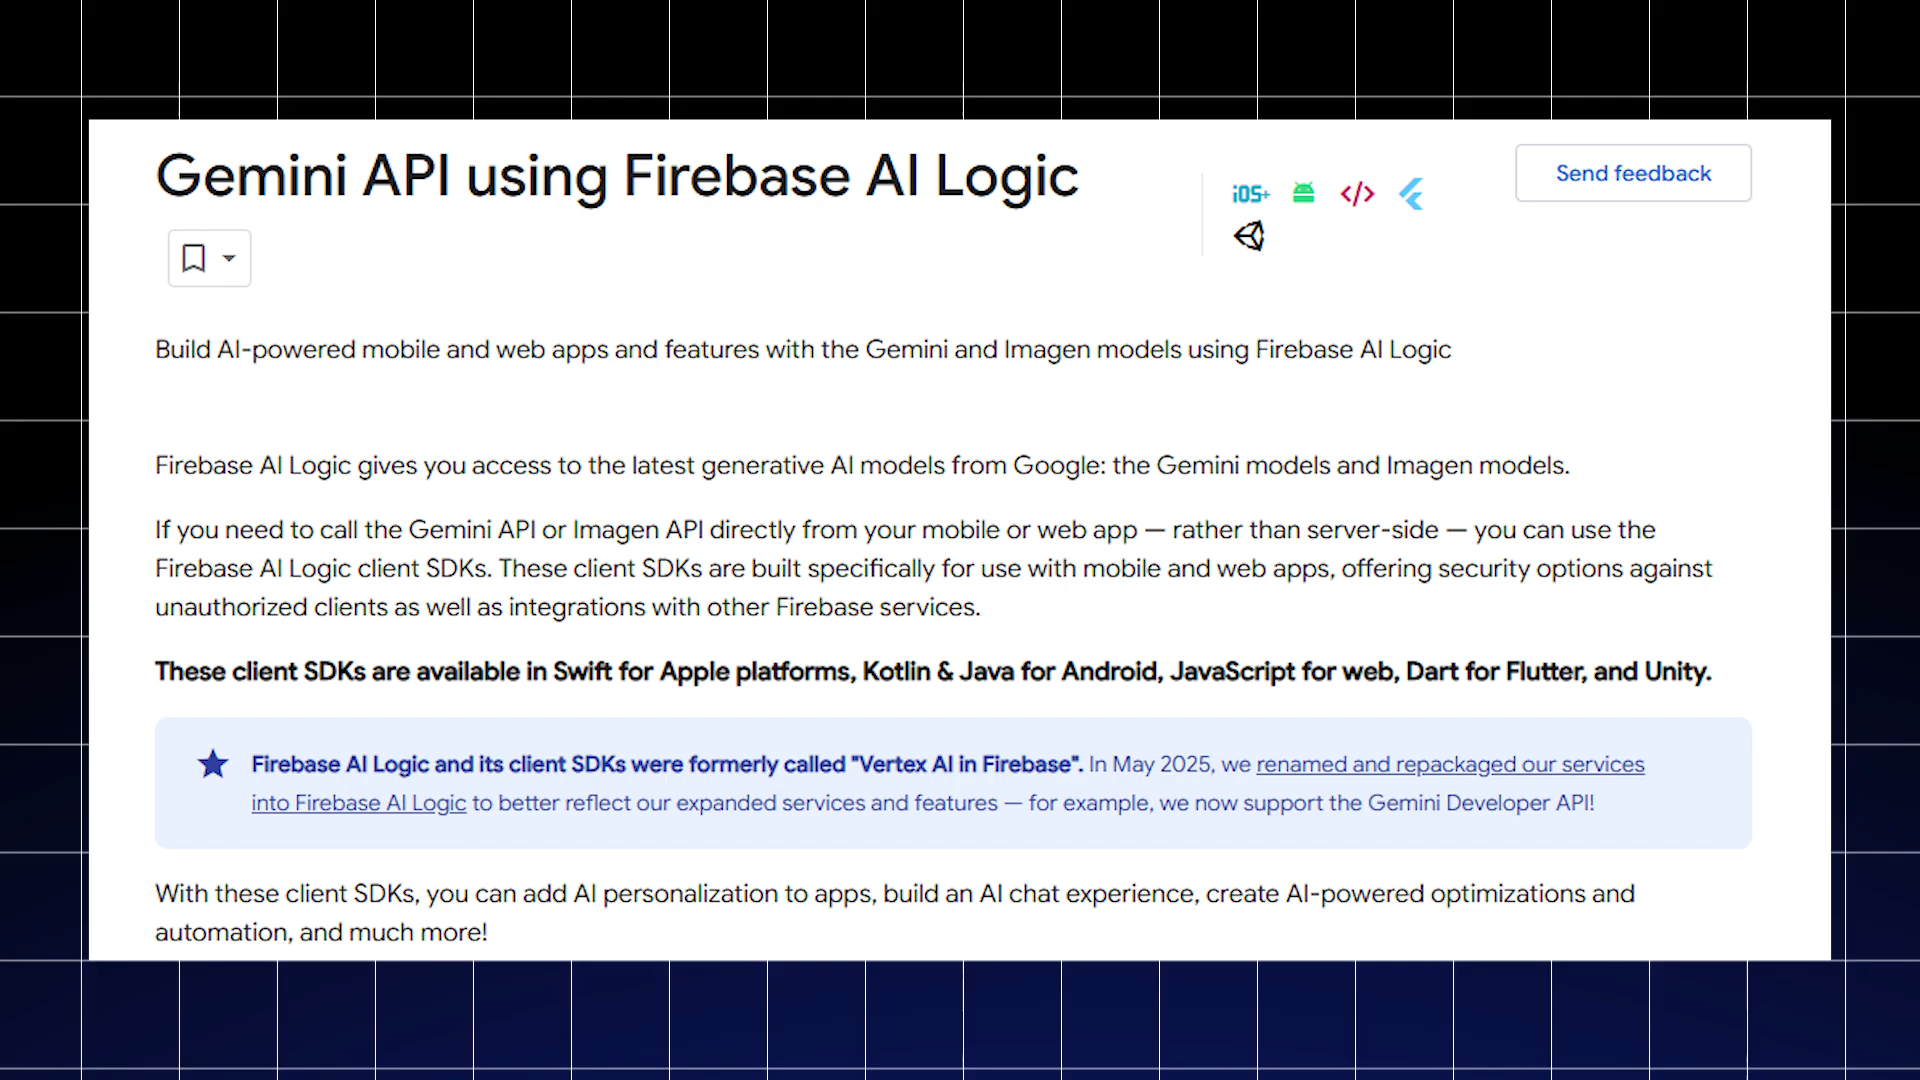 Gemini API using Firebase AI Logic
iOS+
Send feedback
Build AI-powered mobile and web apps and features with the Gemini and Imagen models using Firebase AI Logic
Firebase AI Logic gives you access to the latest generative AI models from Google: the Gemini models and Imagen models.
If you need to call the Gemini API or Imagen API directly from your mobile or web app — rather than server-side — you can use the
Firebase AI Logic client SDKs. These client SDKs are built specifically for use with mobile and web apps, offering security options against
unauthorized clients as well as integrations with other Firebase services.
These client SDKs are available in Swift for Apple platforms, Kotlin & Java for Android, JavaScript for web, Dart for Flutter, and Unity.
Firebase AI Logic and its client SDKs were formerly called "Vertex AI in Firebase". In May 2025, we renamed and repackaged our services
into Firebase AI Logic to better reflect our expanded services and features — for example, we now support the Gemini Developer API!
With these client SDKs, you can add AI personalization to apps, build an AI chat experience, create AI-powered optimizations and
automation, and much more!